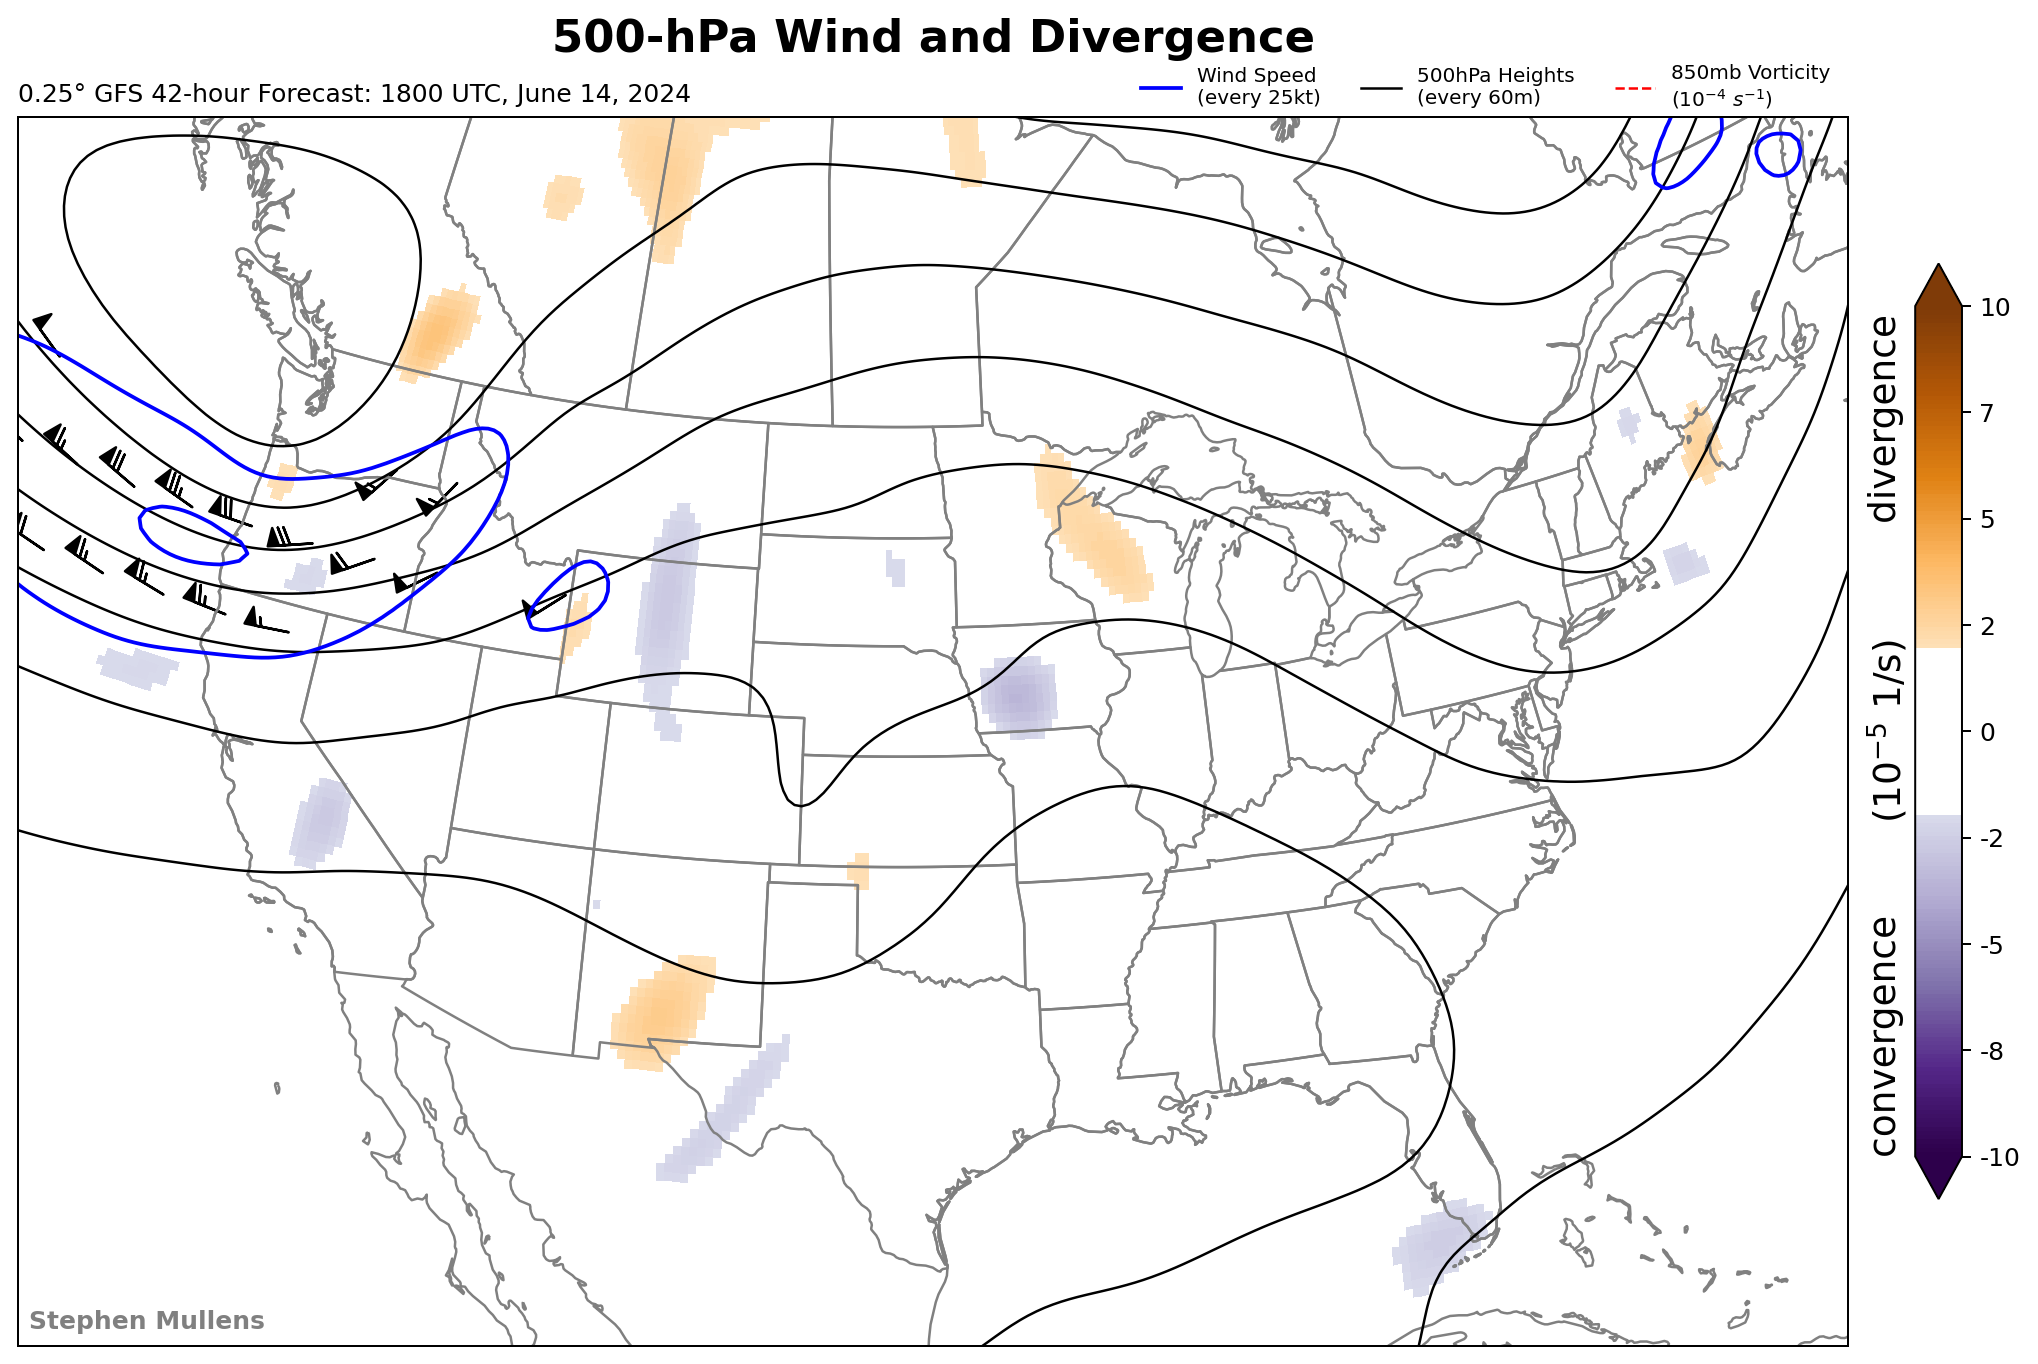 500-hPa Wind and Divergence
0.25° GFS 42-hour Forecast: 1800 UTC, June 14, 2024
Wind Speed
(every 25kt)
500hPa Heights
(every 60m)
850mb Vorticity
(10⁻⁴ s⁻¹)
10
7
5
2
0
-2
-5
-8
-10
convergence (10⁻⁵ 1/s) divergence
Stephen Mullens